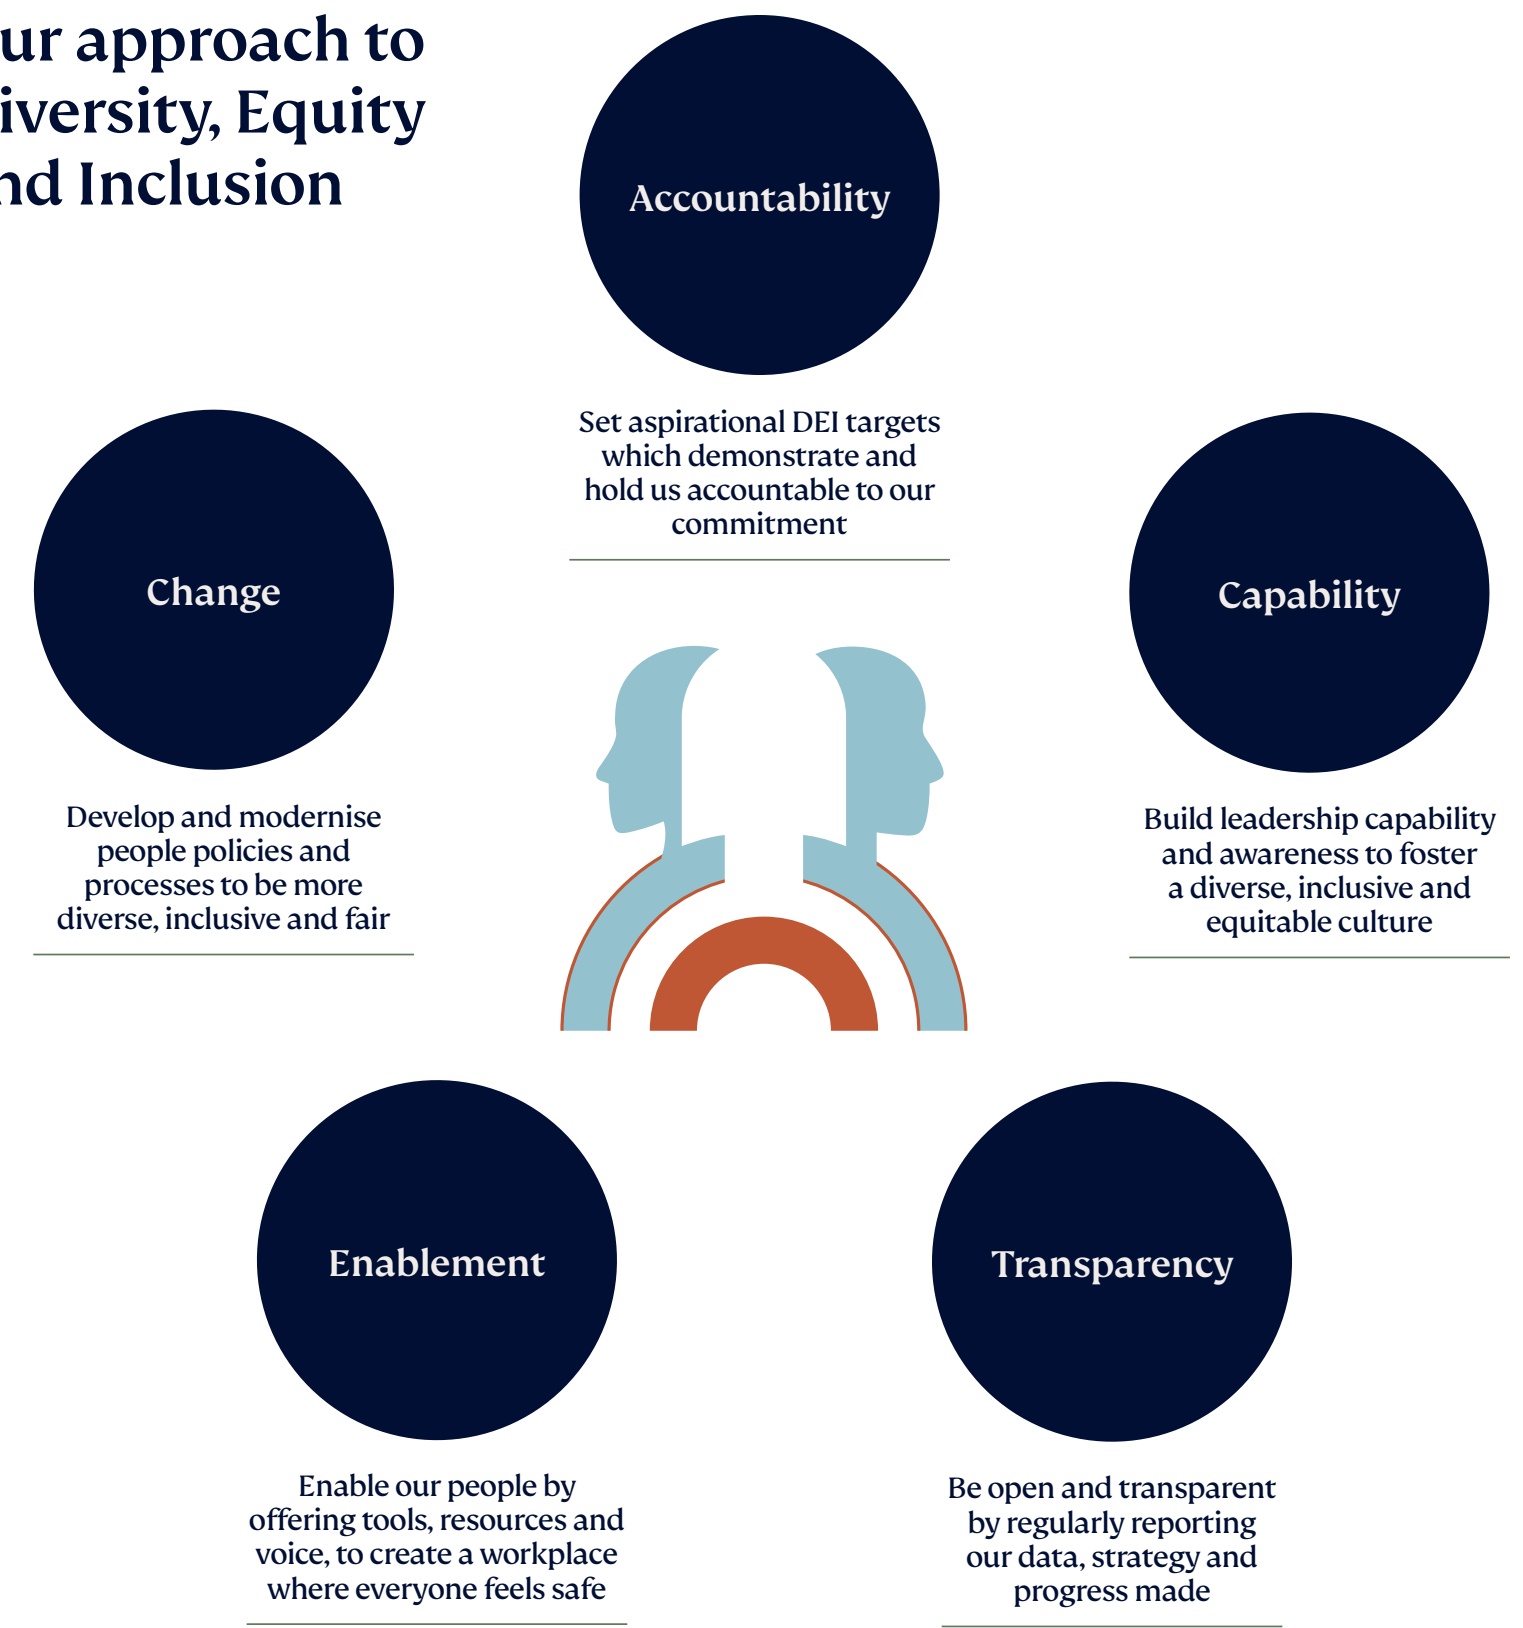 ur approach to
iversity, Equity
nd Inclusion
Accountability
Set aspirational DEI targets
which demonstrate and
hold us accountable to our
commitment
Change
Develop and modernise
people policies and
processes to be more
diverse, inclusive and fair
Capability
Build leadership capability
and awareness to foster
a diverse, inclusive and
equitable culture
Enablement
Enable our people by
offering tools, resources and
voice, to create a workplace
where everyone feels safe
Transparency
Be open and transparent
by regularly reporting
our data, strategy and
progress made